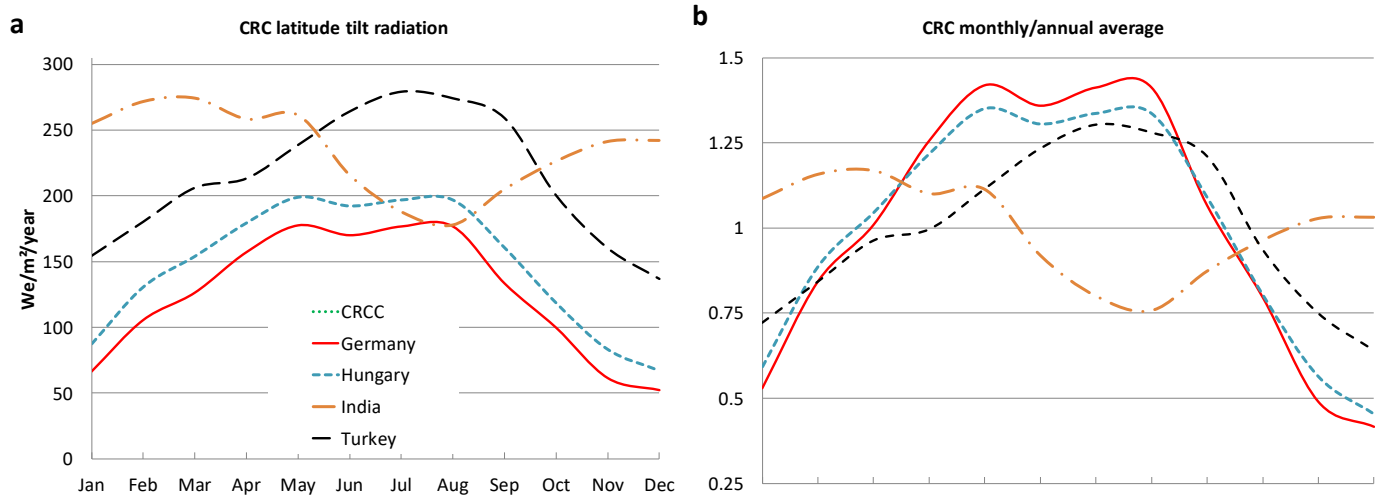 a
CRC latitude tilt radiation
We/m²/year
300
250
200
150
100
50
0
CRCC
Germany
Hungary
India
Turkey
Jan Feb Mar Apr May Jun Jul Aug Sep Oct Nov Dec
b
CRC monthly/annual average
1.5
1.25
1
0.75
0.5
0.25